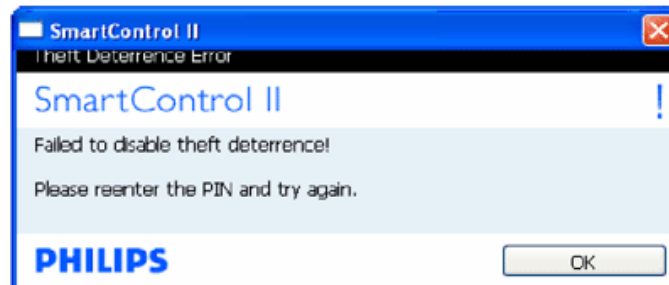 SmartControl II
Theft Deterrence Error
SmartControl II !
Failed to disable theft deterrence!
Please reenter the PIN and try again.
PHILIPS
OK